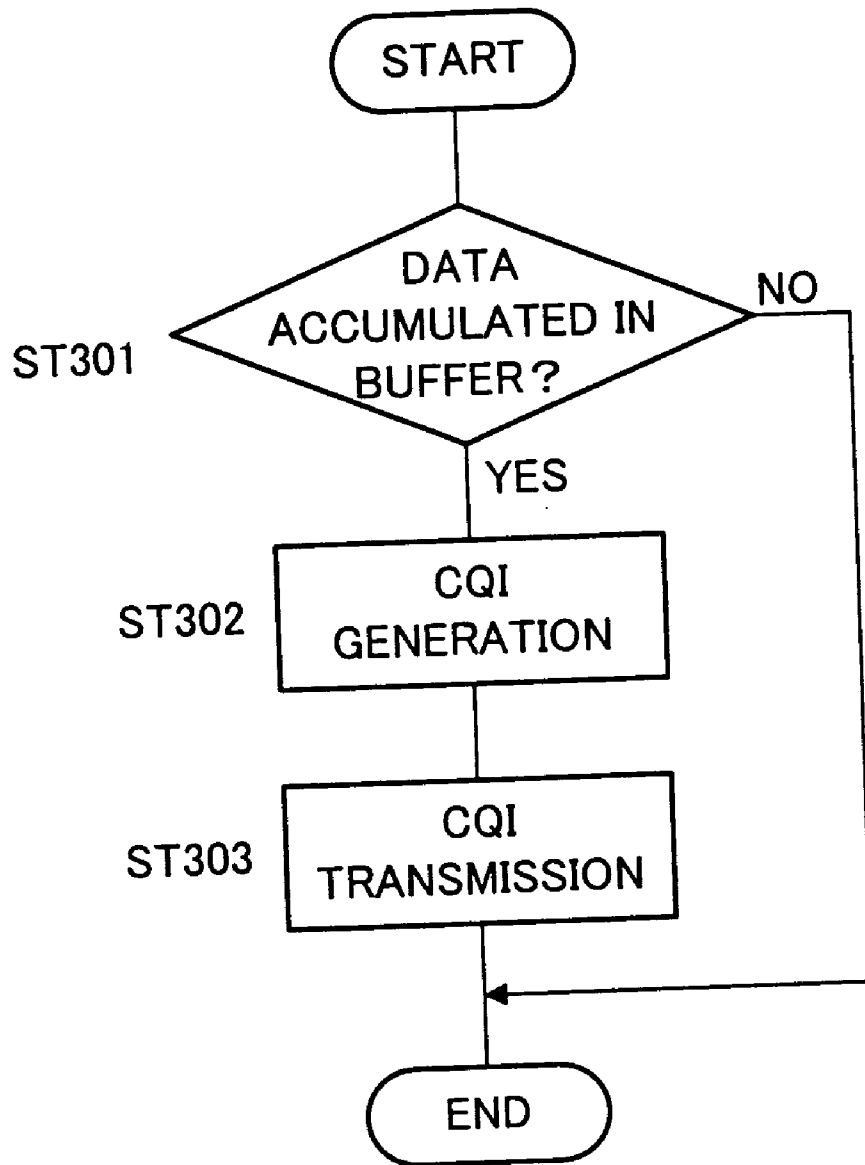 START
DATA
ACCUMULATED IN
BUFFER?
NO
ST301
YES
CQI
GENERATION
ST302
CQI
TRANSMISSION
ST303
END